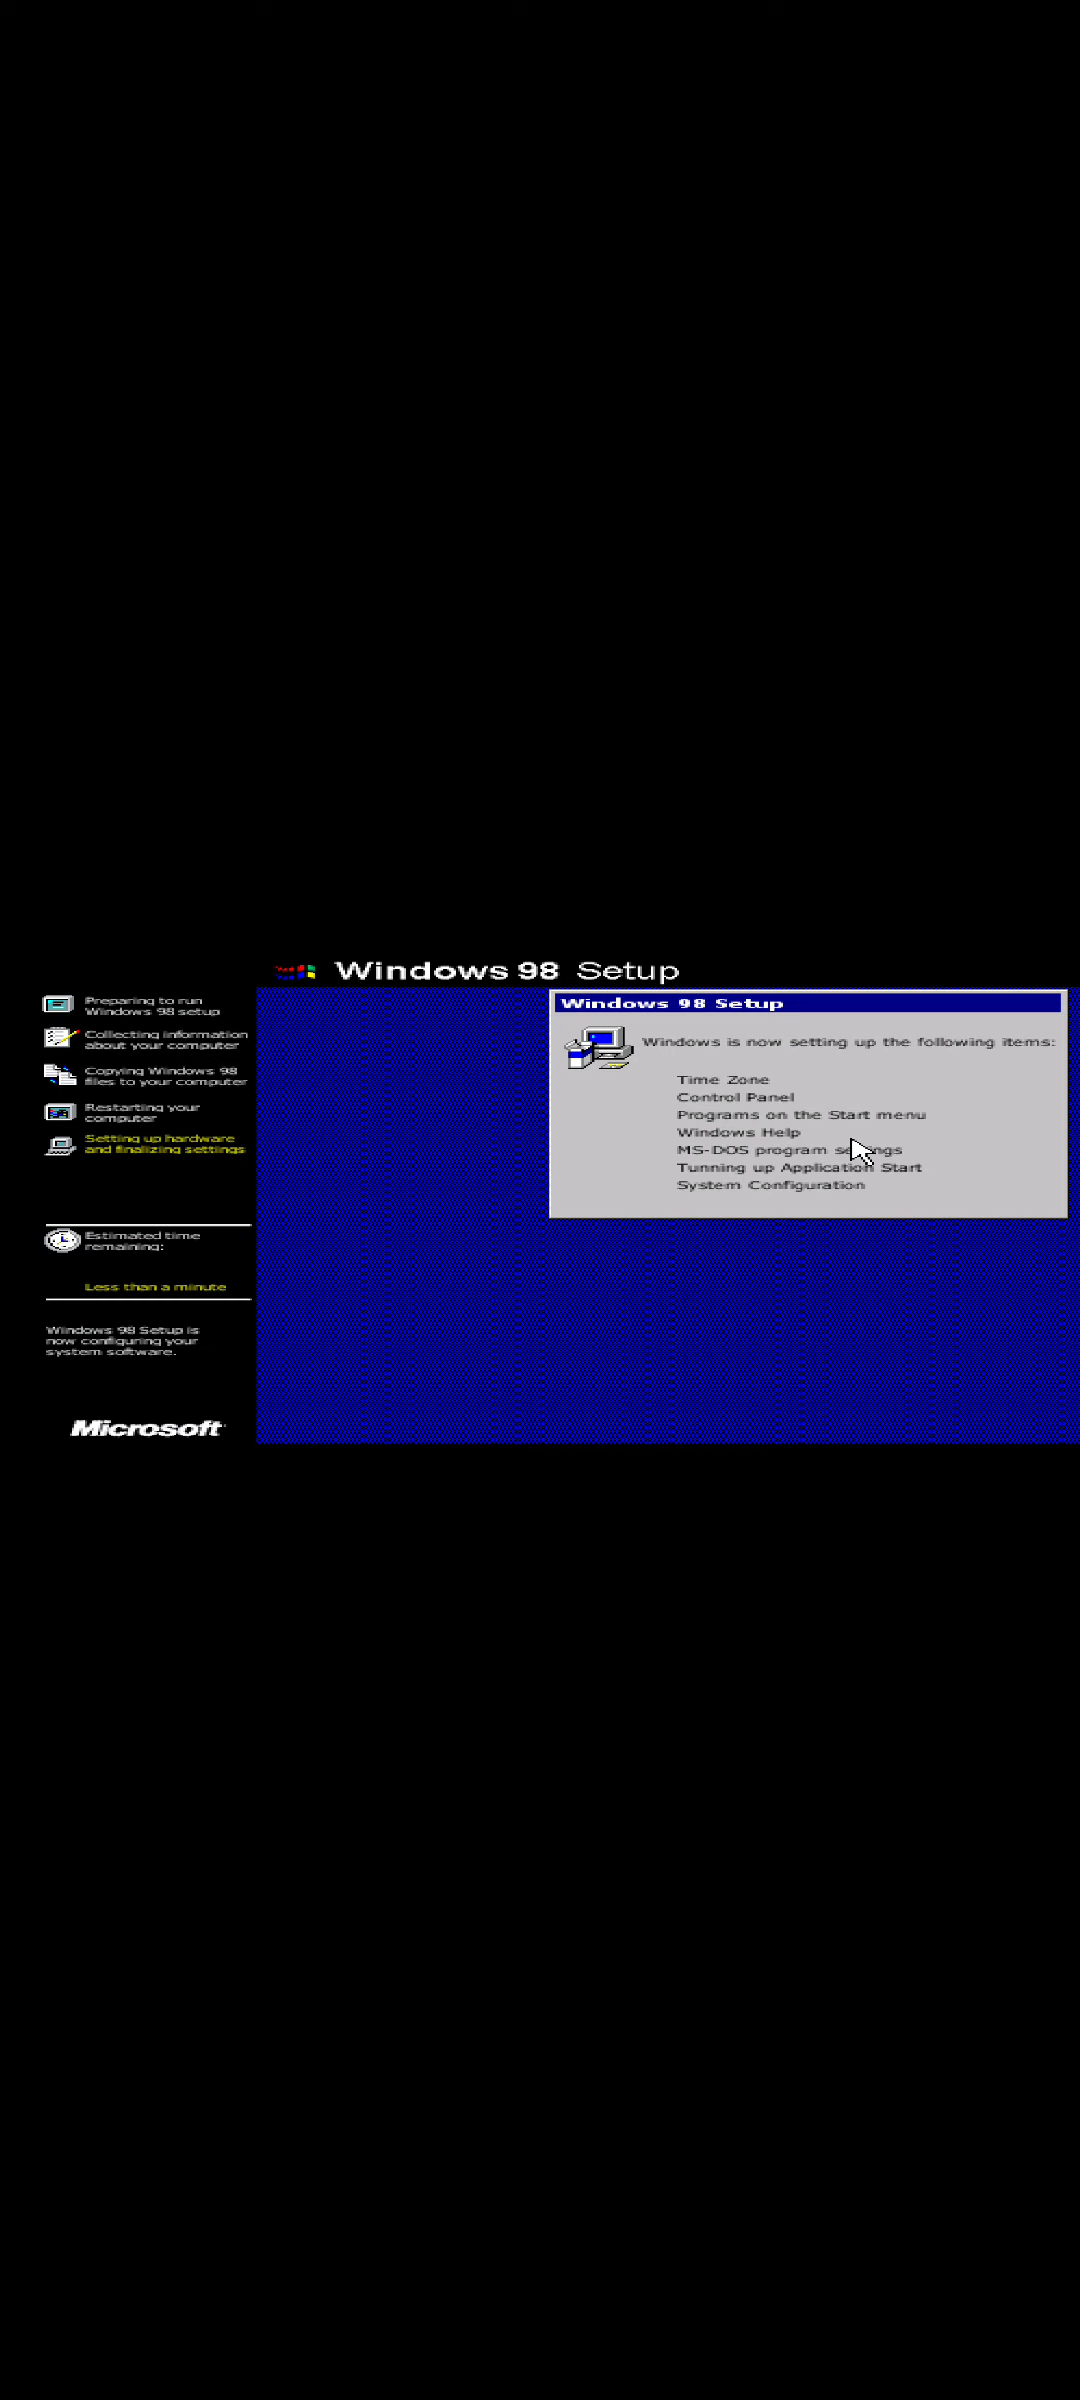 Windows 98 Setup
Preparing to run
Windows 98 setup
Collecting information
about your computer
Copying Windows 98
files to your computer
Restarting your
computer
Setting up hardware
and finalizing settings
Estimated time
remaining:
Less than a minute
Windows 98 Setup is
now configuring your
system software.
Microsoft
Windows 98 Setup
Windows is now setting up the following items:
Time Zone
Control Panel
Programs on the Start menu
Windows Help
MS-DOS program
Tunning up Application Start
System Configuration